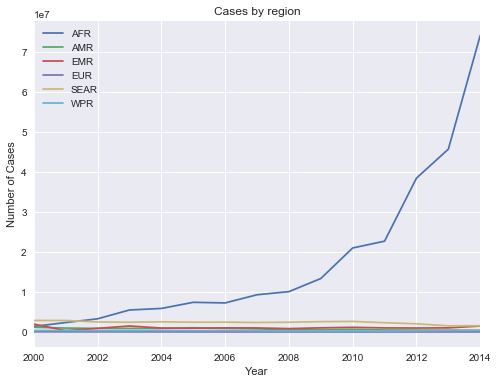 Cases by region
1e7
AFR
AMR
EMR
EUR
SEAR
WPR
7
6
5
4
3
2
1
0
Number of Cases
2000 2002 2004 2006 2008 2010 2012 2014
Year